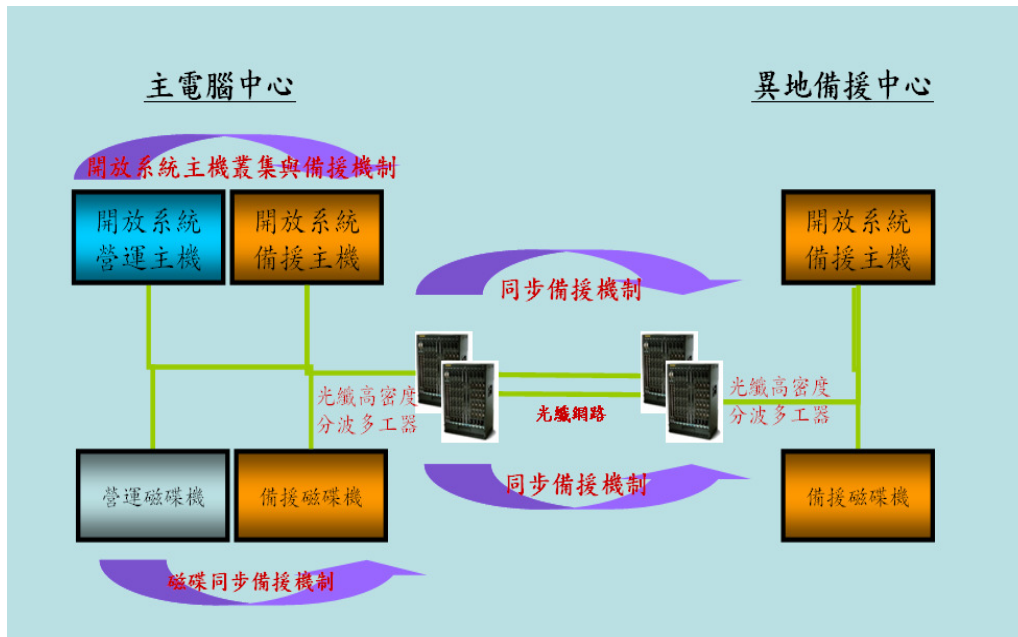 主電腦中心
異地備援中心
開放系統主機叢集與備援機制
開放系統
營運主機
開放系統
備援主機
開放系統
備援主機
同步備援機制
光纖高密度
分波多工器
光纖網路
光纖高密度
分波多工器
營運磁碟機
備援磁碟機
同步備援機制
備援磁碟機
磁碟同步備援機制